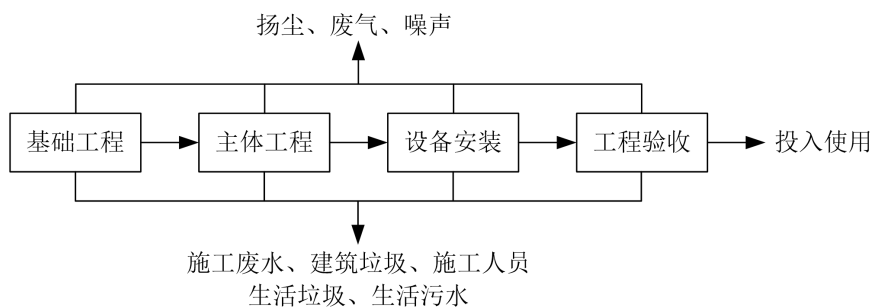 扬尘、废气、噪声
基础工程
主体工程
设备安装
工程验收
投入使用
施工废水、建筑垃圾、施工人员
生活垃圾、生活污水